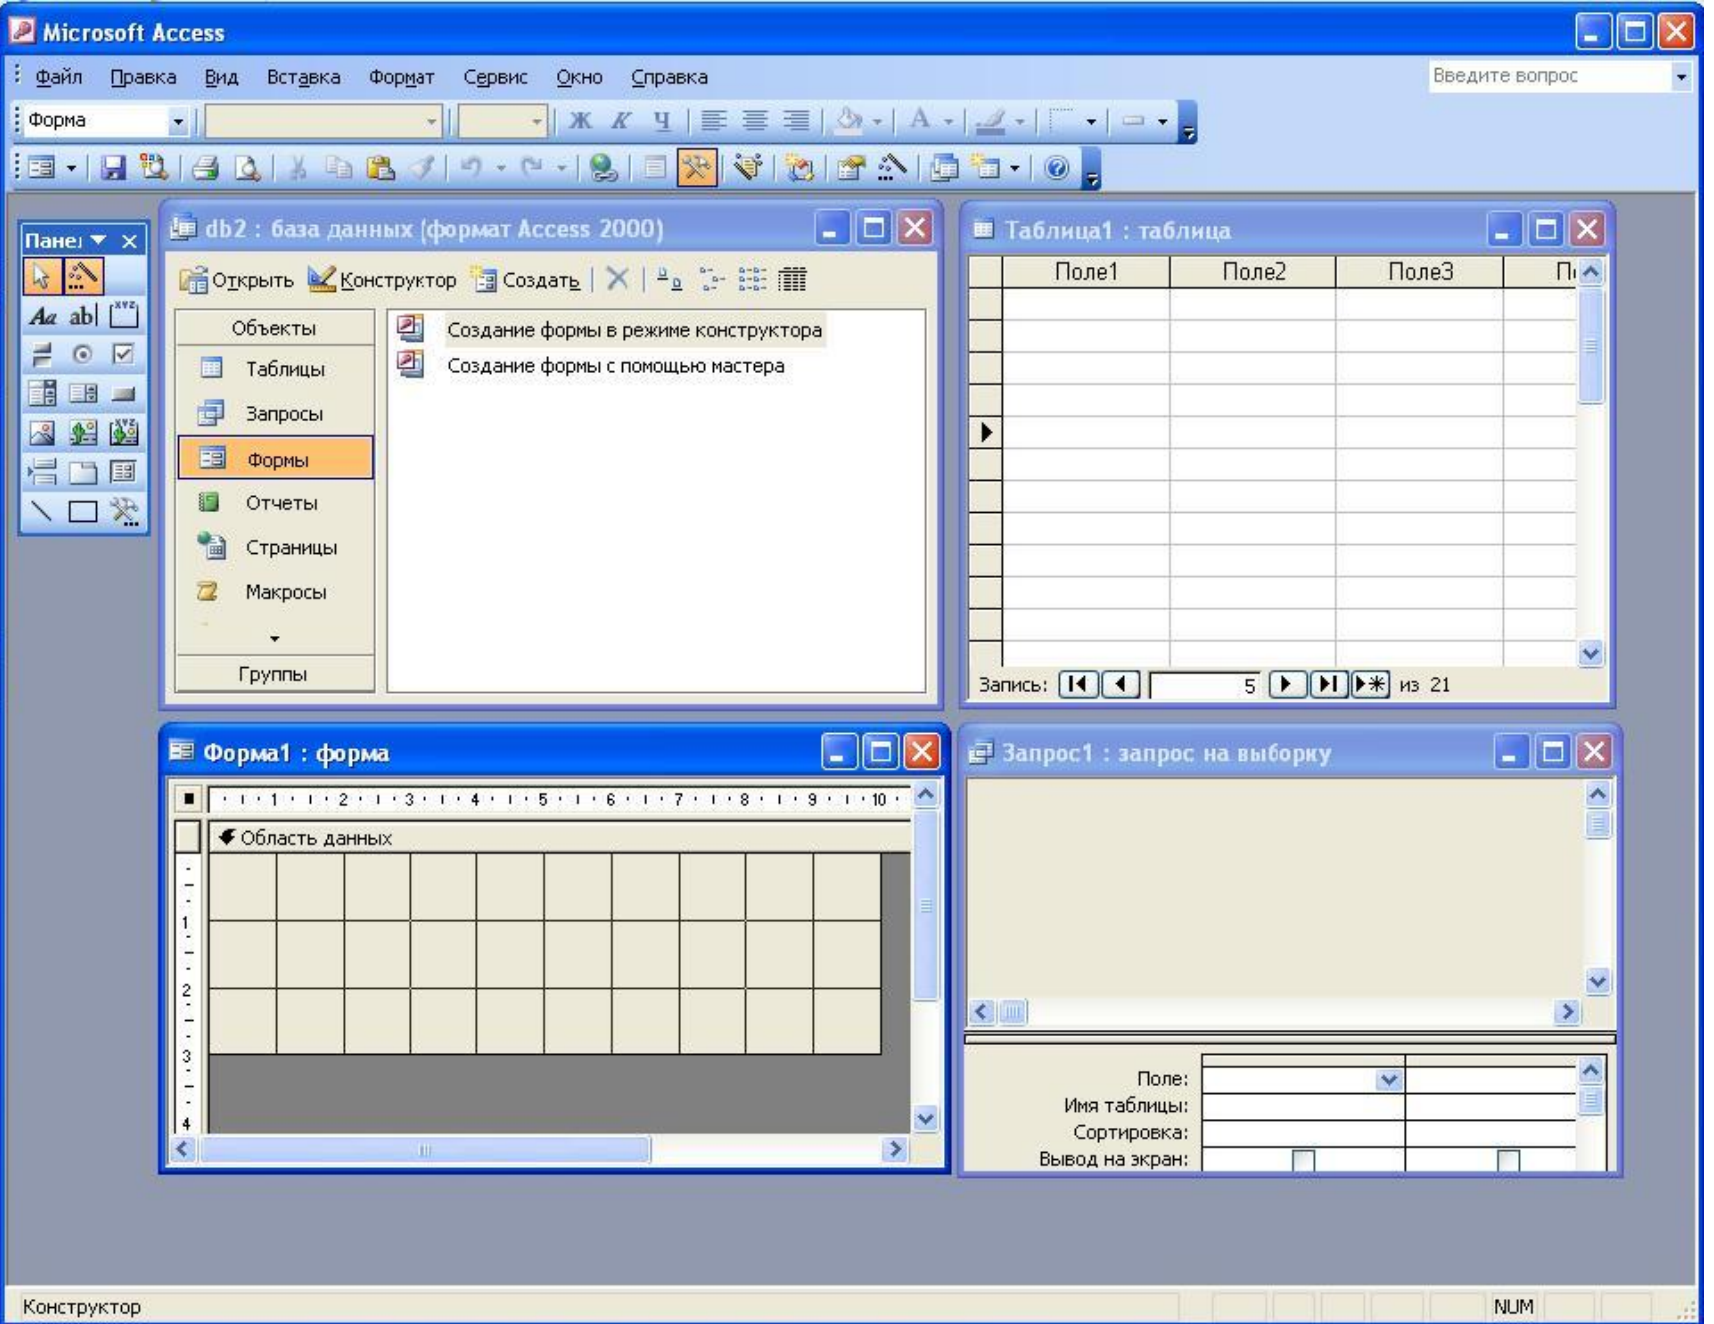 Microsoft Access
Файл Правка Вид Вставка Формат Сервис Окно Справка Введите вопрос
Форма Ж К Ч А
Панел
db2 : база данных (формат Access 2000)
Открыть Конструктор Создать
Объекты
Таблицы
Запросы
Формы
Отчеты
Страницы
Макросы
Группы
Создание формы в режиме конструктора
Создание формы с помощью мастера
Aa ab| XYZ
XYZ
Таблица1 : таблица
Поле1 Поле2 Поле3
Запись: 5 из 21
Форма1 : форма
1 2 3 4 5 6 7 8 9 10
Область данных
1
2
3
4
Запрос1 : запрос на выборку
Поле:
Имя таблицы:
Сортировка:
Вывод на экран:
Конструктор NUM